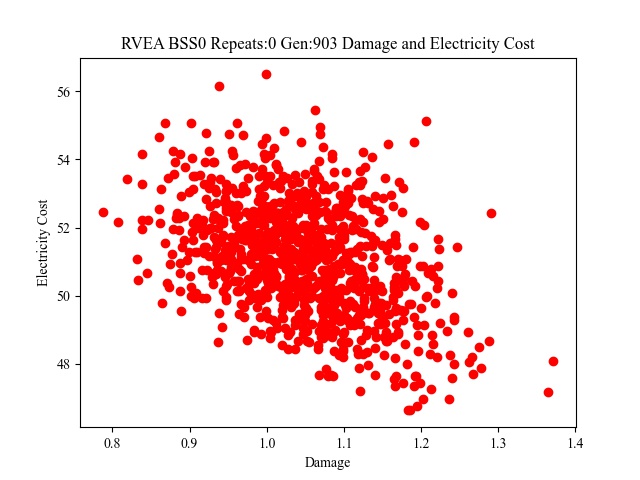 RVEA BSS0 Repeats:0 Gen:903 Damage and Electricity Cost
56
54
52
50
48
Electricity Cost
0.8 0.9 1.0 1.1 1.2 1.3 1.4
Damage